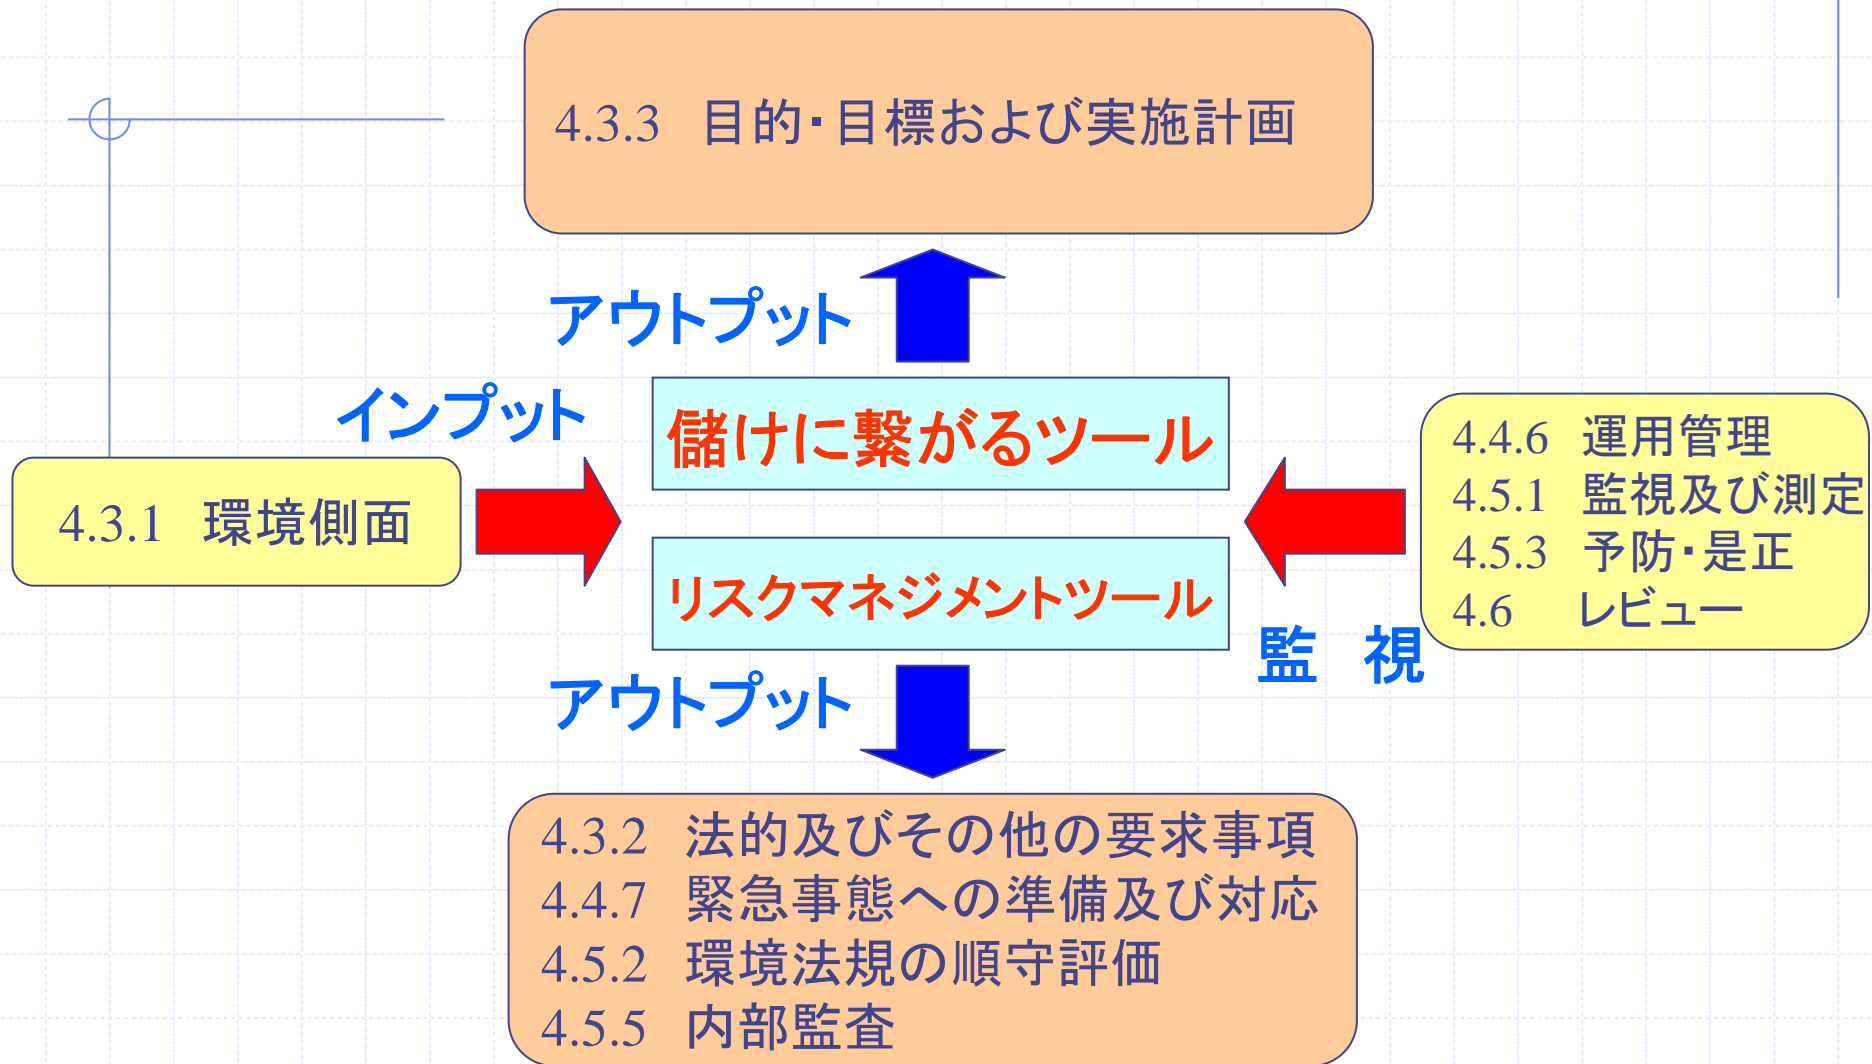 4.3.3 目的・目標および実施計画
アウトプット
インプット
儲けに繋がるツール
4.3.1 環境側面
リスクマネジメントツール
4.4.6 運用管理
4.5.1 監視及び測定
4.5.3 予防・是正
4.6 レビュー
監 視
アウトプット
4.3.2 法的及びその他の要求事項
4.4.7 緊急事態への準備及び対応
4.5.2 環境法規の順守評価
4.5.5 内部監査